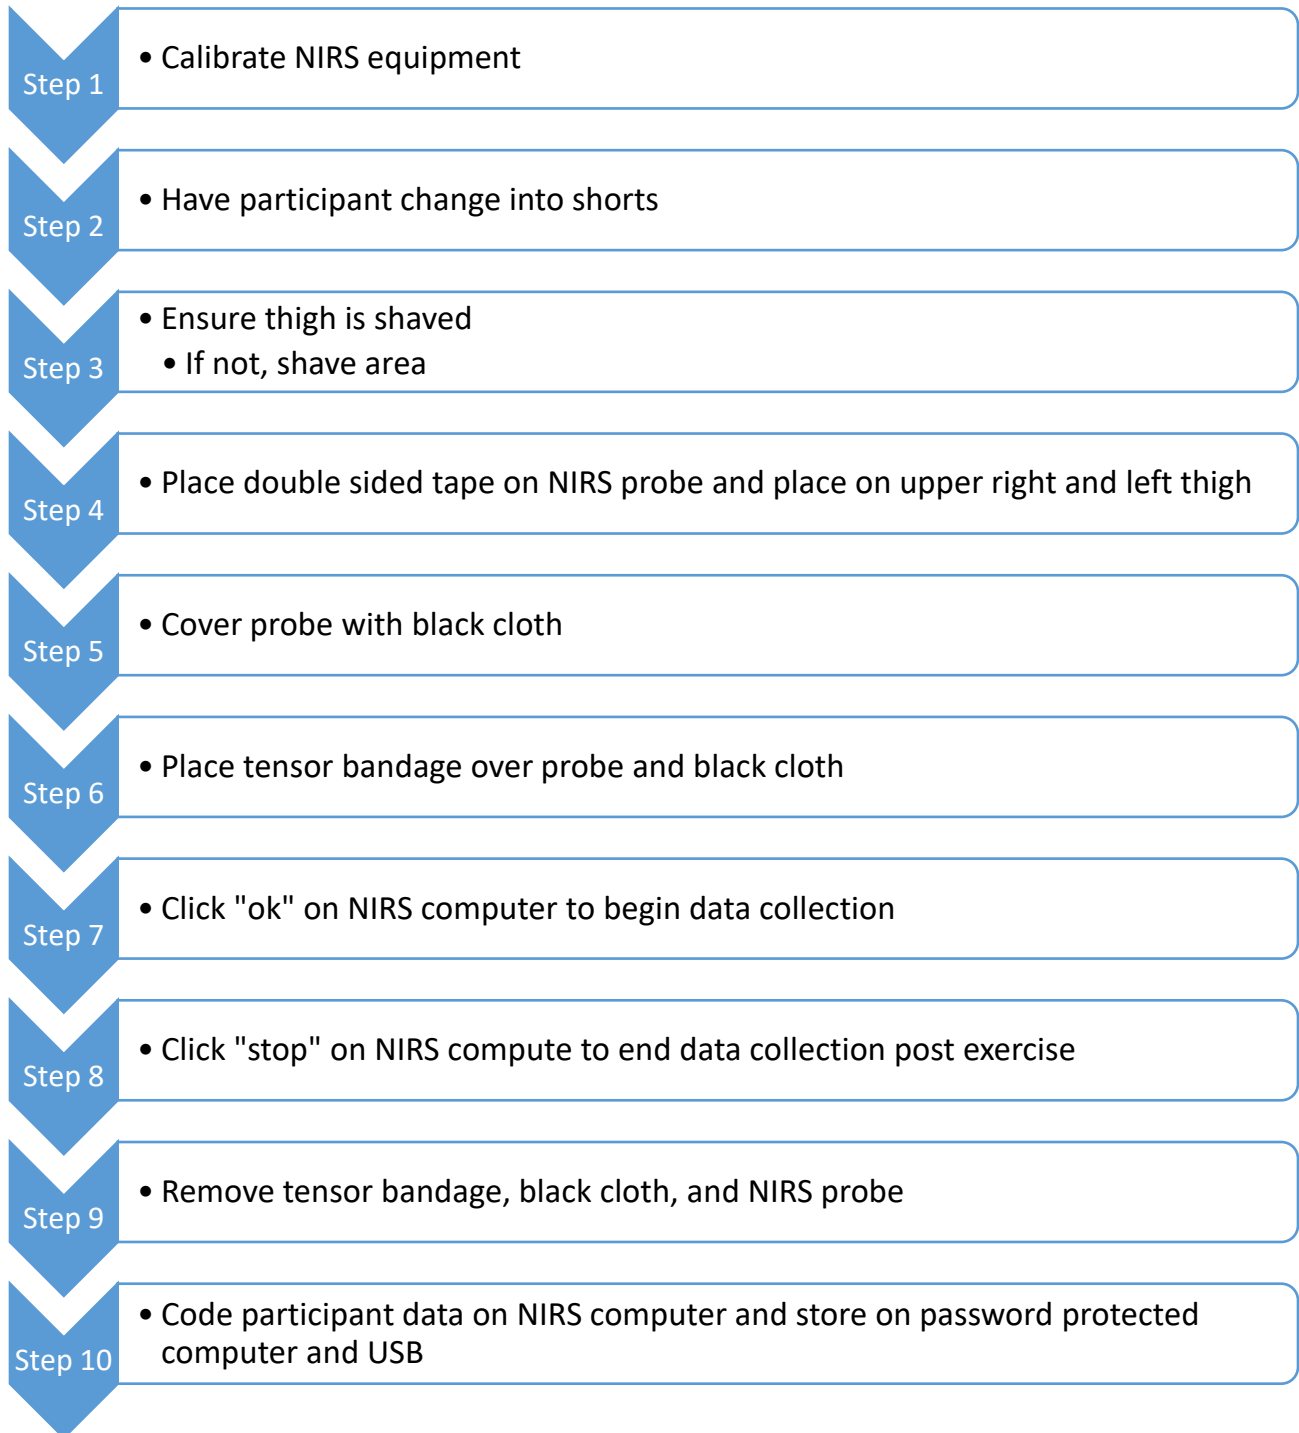 Step 1
• Calibrate NIRS equipment
Step 2
• Have participant change into shorts
Step 3
• Ensure thigh is shaved
• If not, shave area
Step 4
• Place double sided tape on NIRS probe and place on upper right and left thigh
Step 5
• Cover probe with black cloth
Step 6
• Place tensor bandage over probe and black cloth
Step 7
• Click "ok" on NIRS computer to begin data collection
Step 8
• Click "stop" on NIRS compute to end data collection post exercise
Step 9
• Remove tensor bandage, black cloth, and NIRS probe
Step 10
• Code participant data on NIRS computer and store on password protected
computer and USB